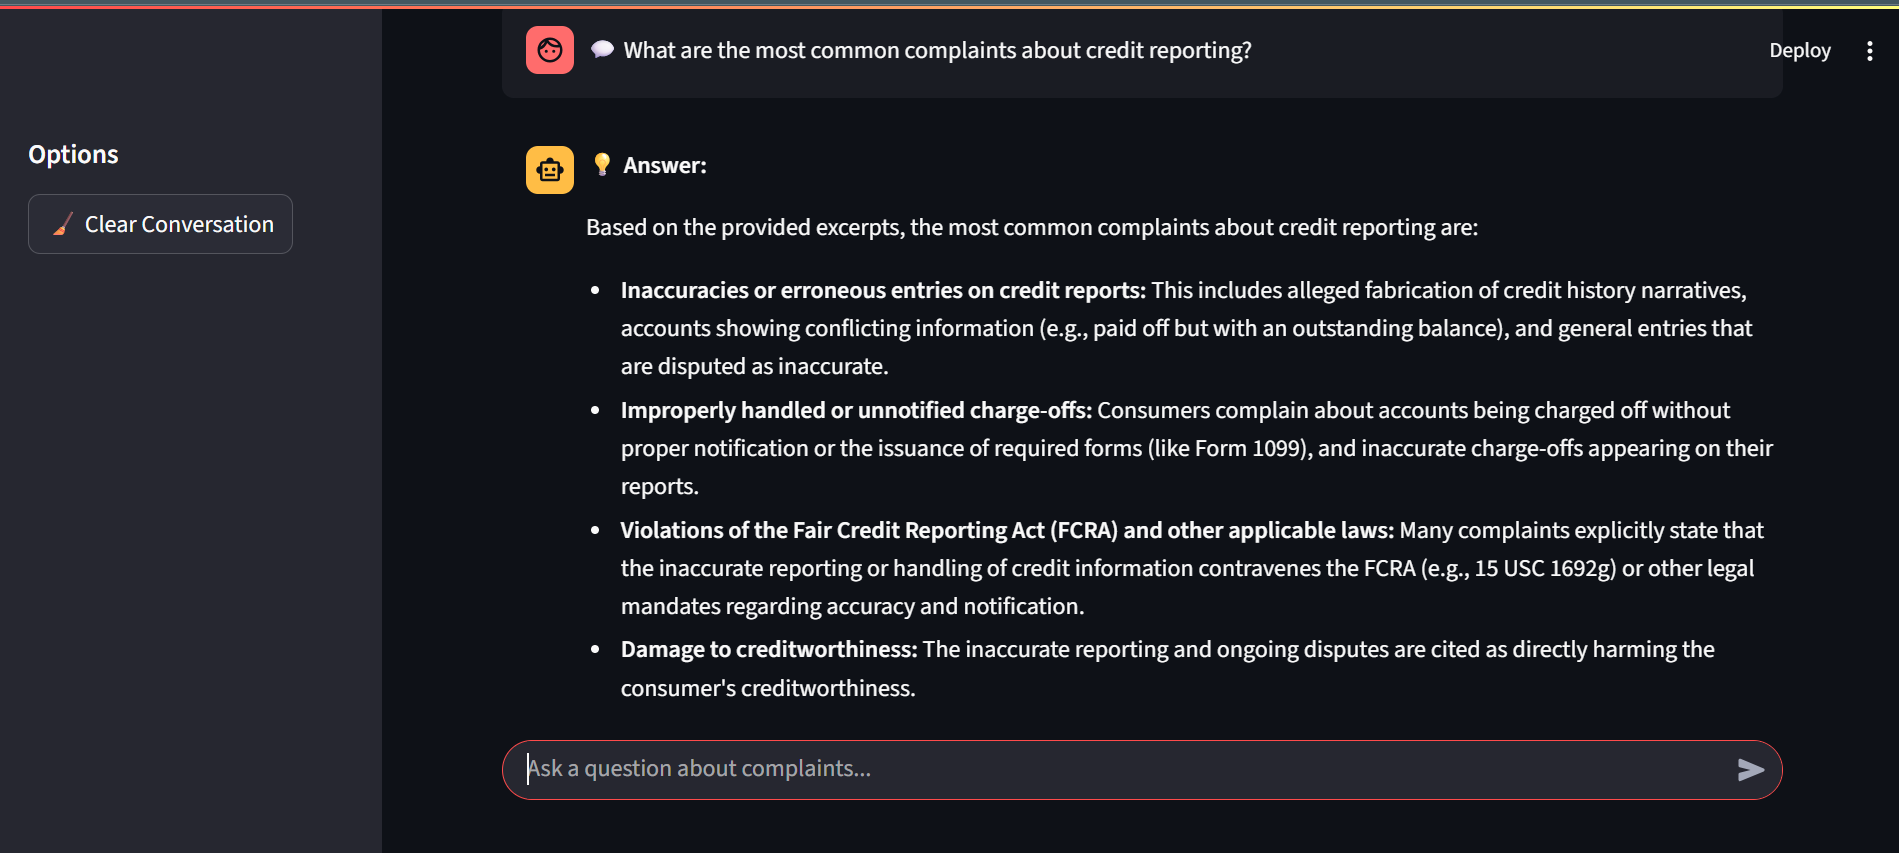 What are the most common complaints about credit reporting?
Deploy
Options
Clear Conversation
Answer:
Based on the provided excerpts, the most common complaints about credit reporting are:
Inaccuracies or erroneous entries on credit reports: This includes alleged fabrication of credit history narratives,
accounts showing conflicting information (e.g., paid off but with an outstanding balance), and general entries that
are disputed as inaccurate.
Improperly handled or unnotified charge-offs: Consumers complain about accounts being charged off without
proper notification or the issuance of required forms (like Form 1099), and inaccurate charge-offs appearing on their
reports.
Violations of the Fair Credit Reporting Act (FCRA) and other applicable laws: Many complaints explicitly state that
the inaccurate reporting or handling of credit information contravenes the FCRA (e.g., 15 USC 1692g) or other legal
mandates regarding accuracy and notification.
Damage to creditworthiness: The inaccurate reporting and ongoing disputes are cited as directly harming the
consumer's creditworthiness.
Ask a question about complaints...